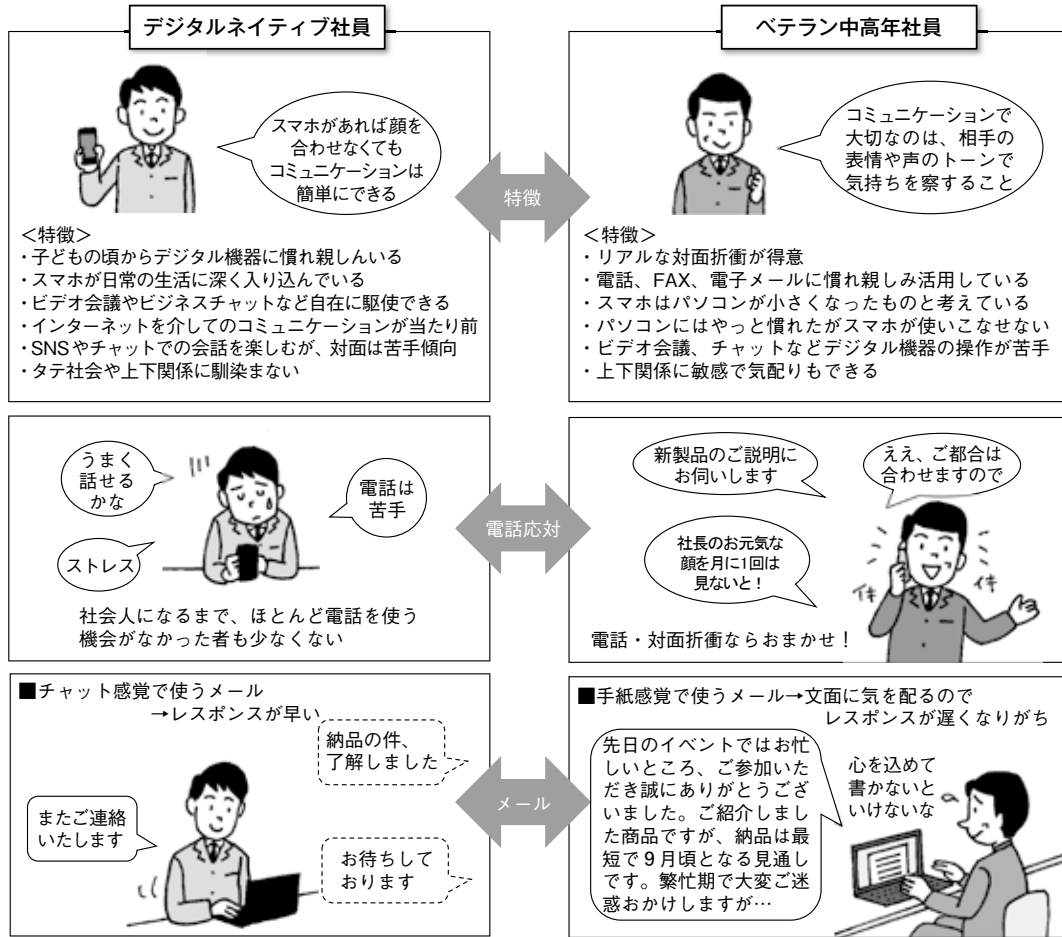 デジタルネイティブ社員
スマホがあれば顔を
合わせなくても
コミュニケーションは
簡単にできる
＜特徴＞
・子どもの頃からデジタル機器に慣れ親しんいる
・スマホが日常の生活に深く入り込んでいる
・ビデオ会議やビジネスチャットなど自在に駆使できる
・インターネットを介してのコミュニケーションが当たり前
・SNSやチャットでの会話を楽しむが、対面は苦手傾向
・タテ社会や上下関係に馴染まない
特徴
ベテラン中高年社員
コミュニケーションで
大切なのは、相手の
表情や声のトーンで
気持ちを察すること
＜特徴＞
・リアルな対面折衝が得意
・電話、FAX、電子メールに慣れ親しみ活用している
・スマホはパソコンが小さくなったものと考えている
・パソコンにはやっと慣れたがスマホが使いこなせない
・ビデオ会議、チャットなどデジタル機器の操作が苦手
・上下関係に敏感で気配りもできる
うまく
話せる
かな
電話は
苦手
ストレス
社会人になるまで、ほとんど電話を使う
機会がなかった者も少なくない
電話応対
新製品のご説明に
お伺いします
ええ、ご都合は
合わせますので
社長のお元気な
顔を月に1回は
見ないと！
イキ
イキ
電話・対面折衝ならおまかせ！
■チャット感覚で使うメール
→レスポンスが早い
納品の件、
了解しました
またご連絡
いたします
お待ちして
おります
メール
■手紙感覚で使うメール→文面に気を配るので
レスポンスが遅くなりがち
先日のイベントではお忙
しいところ、ご参加いた
だき誠にありがとうござ
いました。ご紹介しまし
た商品ですが、納品は最
短で9月頃となる見通し
です。繁忙期で大変ご迷
惑おかけしますが…
心を込めて
書かないと
いけないな